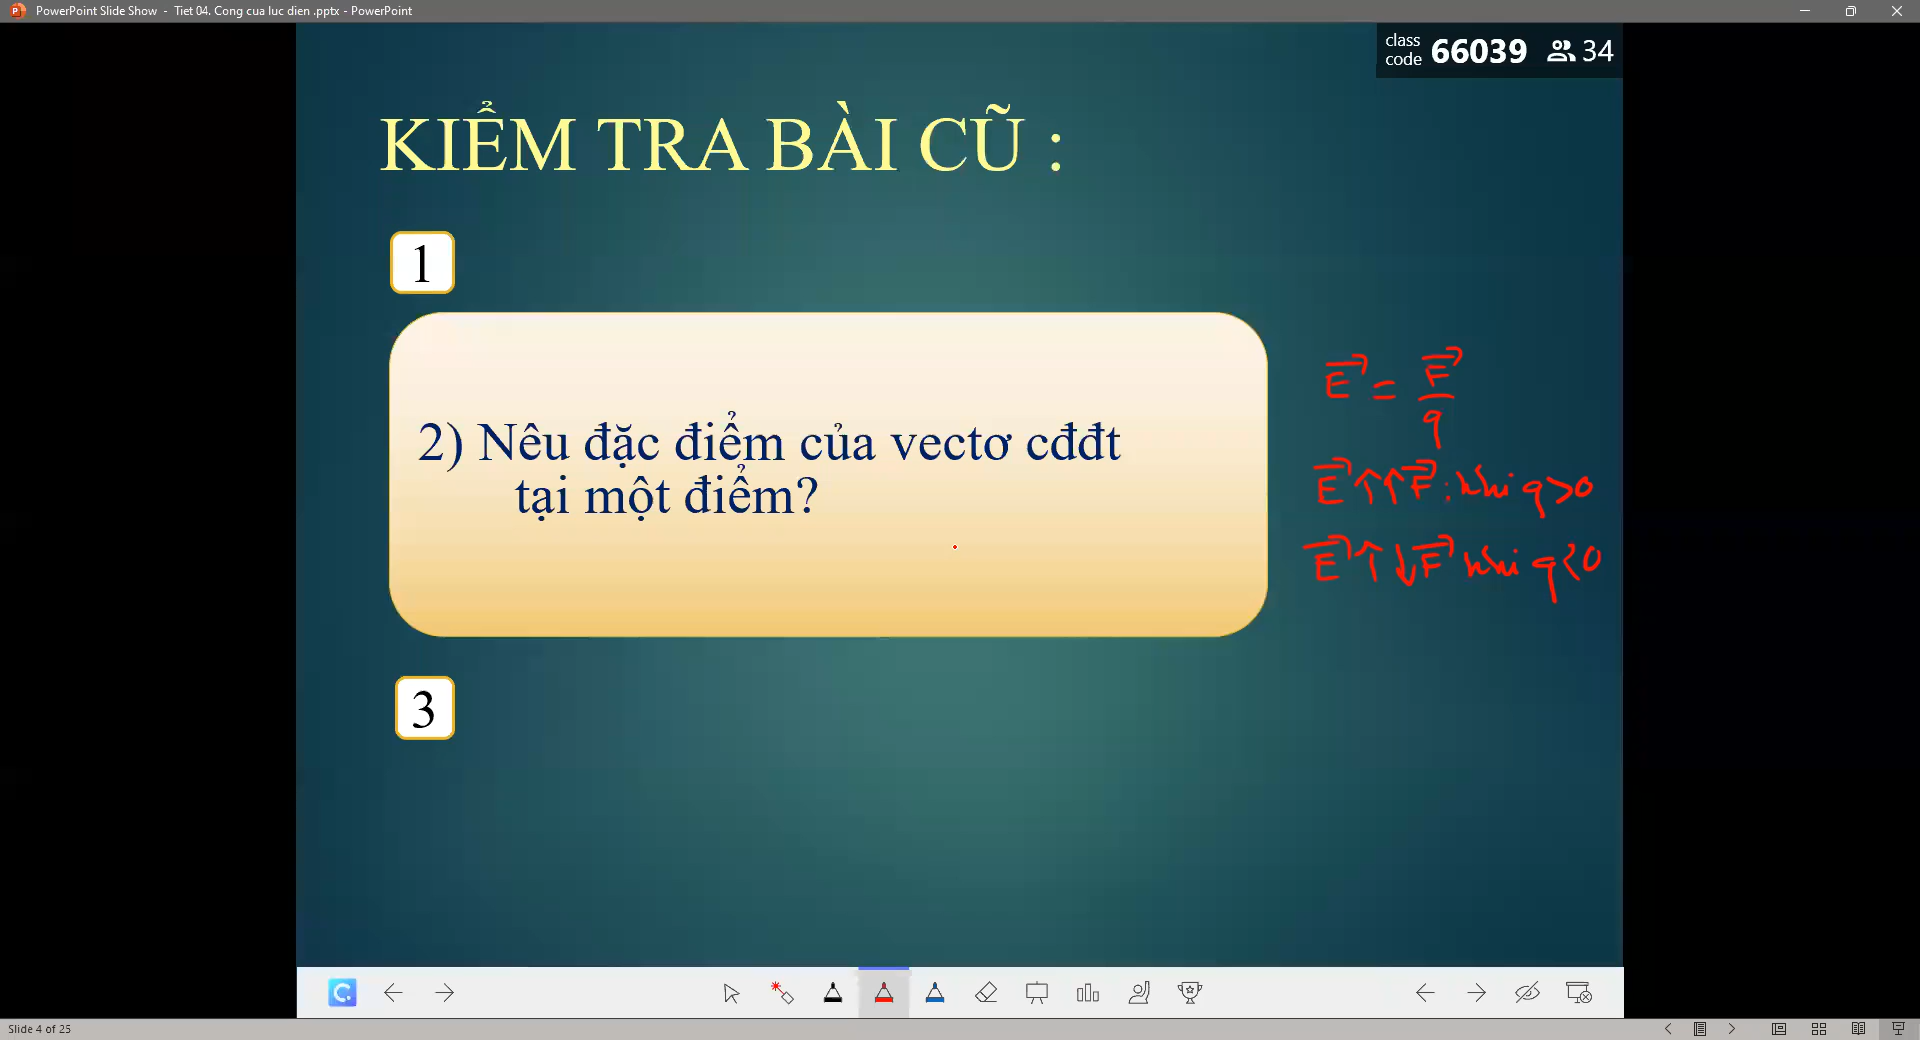 PowerPoint Slide Show - Tiet 04. Cong cua luc dien .pptx - PowerPoint
class code 66039 34
KIỂM TRA BÀI CŨ :
1
2) Nêu đặc điểm của vectơ cđđt
tại một điểm?
3
E⃗ = F⃗/q
E⃗ ↑↑ F⃗ : khi q > 0
E⃗ ↑↓ F⃗ khi q < 0
Slide 4 of 25